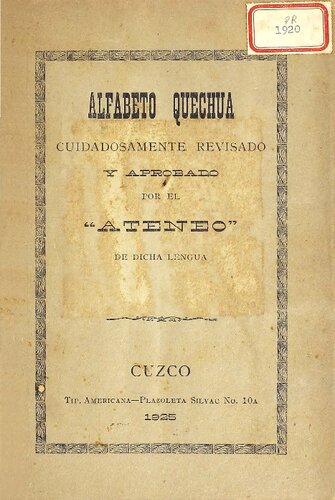 PR
1920
ALFABETO QUECHUA
CUIDADOSAMENTE REVISADO
Y APROBADO
POR EL
“ATENEO”
DE DICHA LENGUA
CUZCO
Tip. Americana—Plazoleta Silvac No. 10A
1925